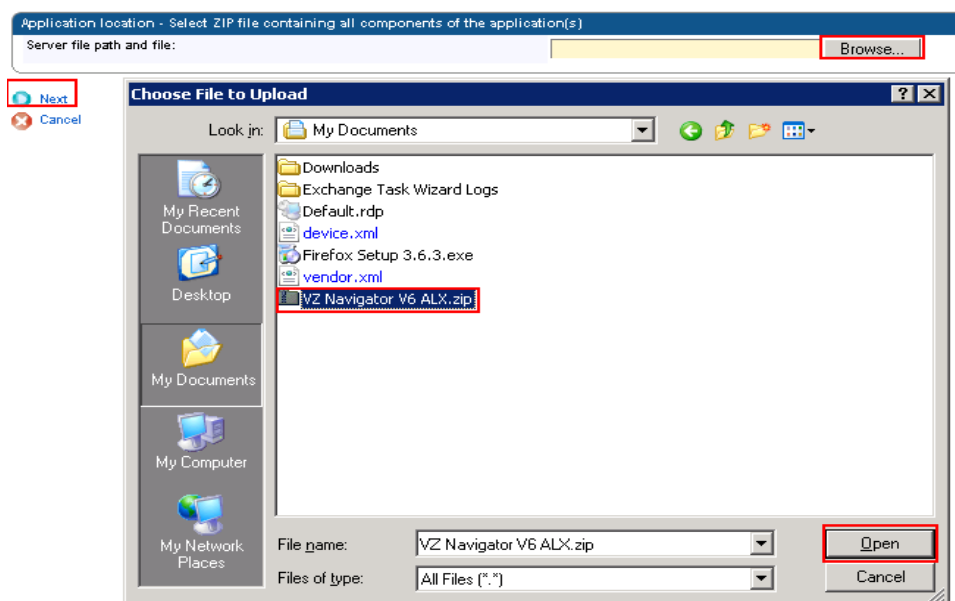 Application location - Select ZIP file containing all components of the application(s)
Server file path and file:
Browse...
Next
Cancel
Choose File to Upload
Look in:
My Documents
My Recent
Documents
Desktop
My Documents
My Computer
My Network
Places
Downloads
Exchange Task Wizard Logs
Default.rdp
device.xml
Firefox Setup 3.6.3.exe
vendor.xml
VZ Navigator V6 ALX.zip
File name:
VZ Navigator V6 ALX.zip
Open
Files of type:
All Files (*.*)
Cancel